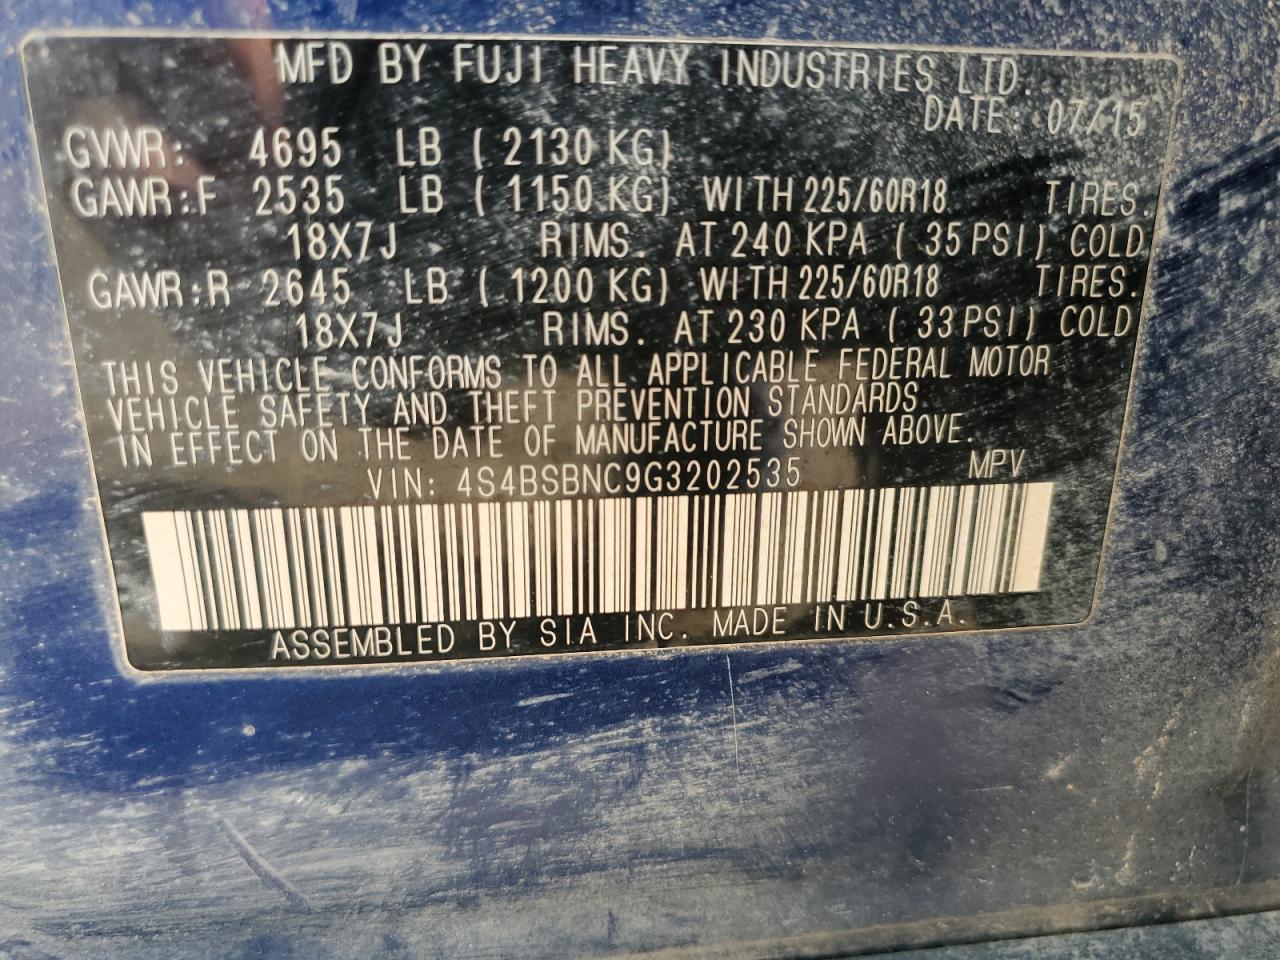 MFD BY FUJI HEAVY INDUSTRIES LTD.
DATE: 07/15
GVWR: 4695 LB ( 2130 KG)
GAWR:F 2535 LB ( 1150 KG) WITH 225/60R18 TIRES.
18X7J RIMS. AT 240 KPA ( 35 PSI) COLD
GAWR:R 2645 LB ( 1200 KG) WITH 225/60R18 TIRES.
18X7J RIMS. AT 230 KPA ( 33 PSI) COLD
THIS VEHICLE CONFORMS TO ALL APPLICABLE FEDERAL MOTOR
VEHICLE SAFETY AND THEFT PREVENTION STANDARDS
IN EFFECT ON THE DATE OF MANUFACTURE SHOWN ABOVE.
VIN: 4S4BSBNC9G3202535 MPV
ASSEMBLED BY SIA INC. MADE IN U.S.A.